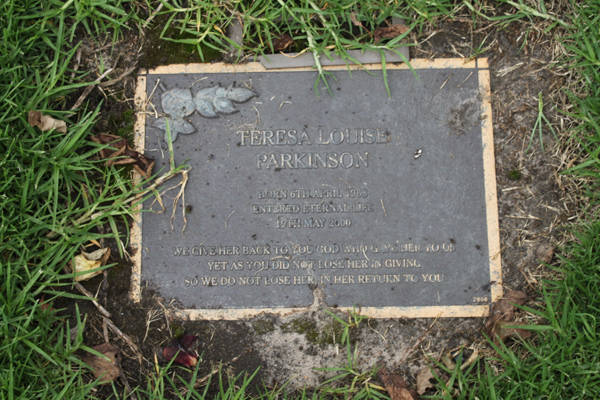 TERESA LOUISE
PARKINSON
BORN 6TH APRIL
ENTERED ETERNAL LIFE
19TH MAY 2000
WE GIVE HER BACK TO YOU GOD WHO GAVE HER TO US
YET AS YOU DID NOT LOSE HER IN GIVING
SO WE DO NOT LOSE HER IN HER RETURN TO YOU